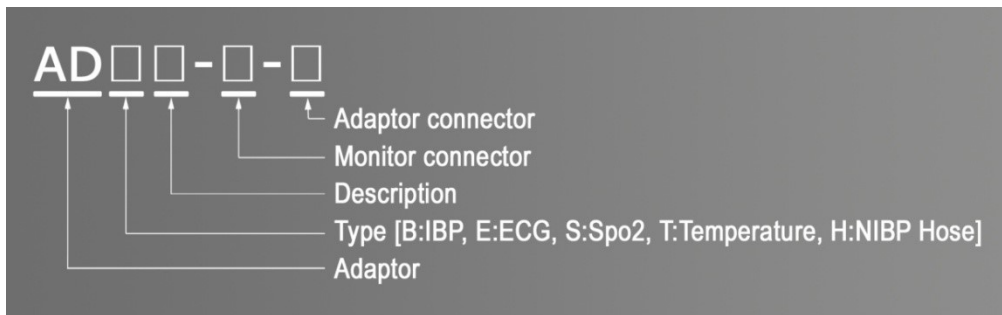 AD□□-□-□
Adaptor connector
Monitor connector
Description
Type [B:IBP, E:ECG, S:Spo2, T:Temperature, H:NIBP Hose]
Adaptor